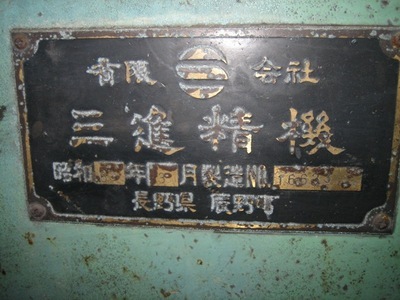 有限 会社
三進精機
昭和 年 月製造No.
長野県 辰野町